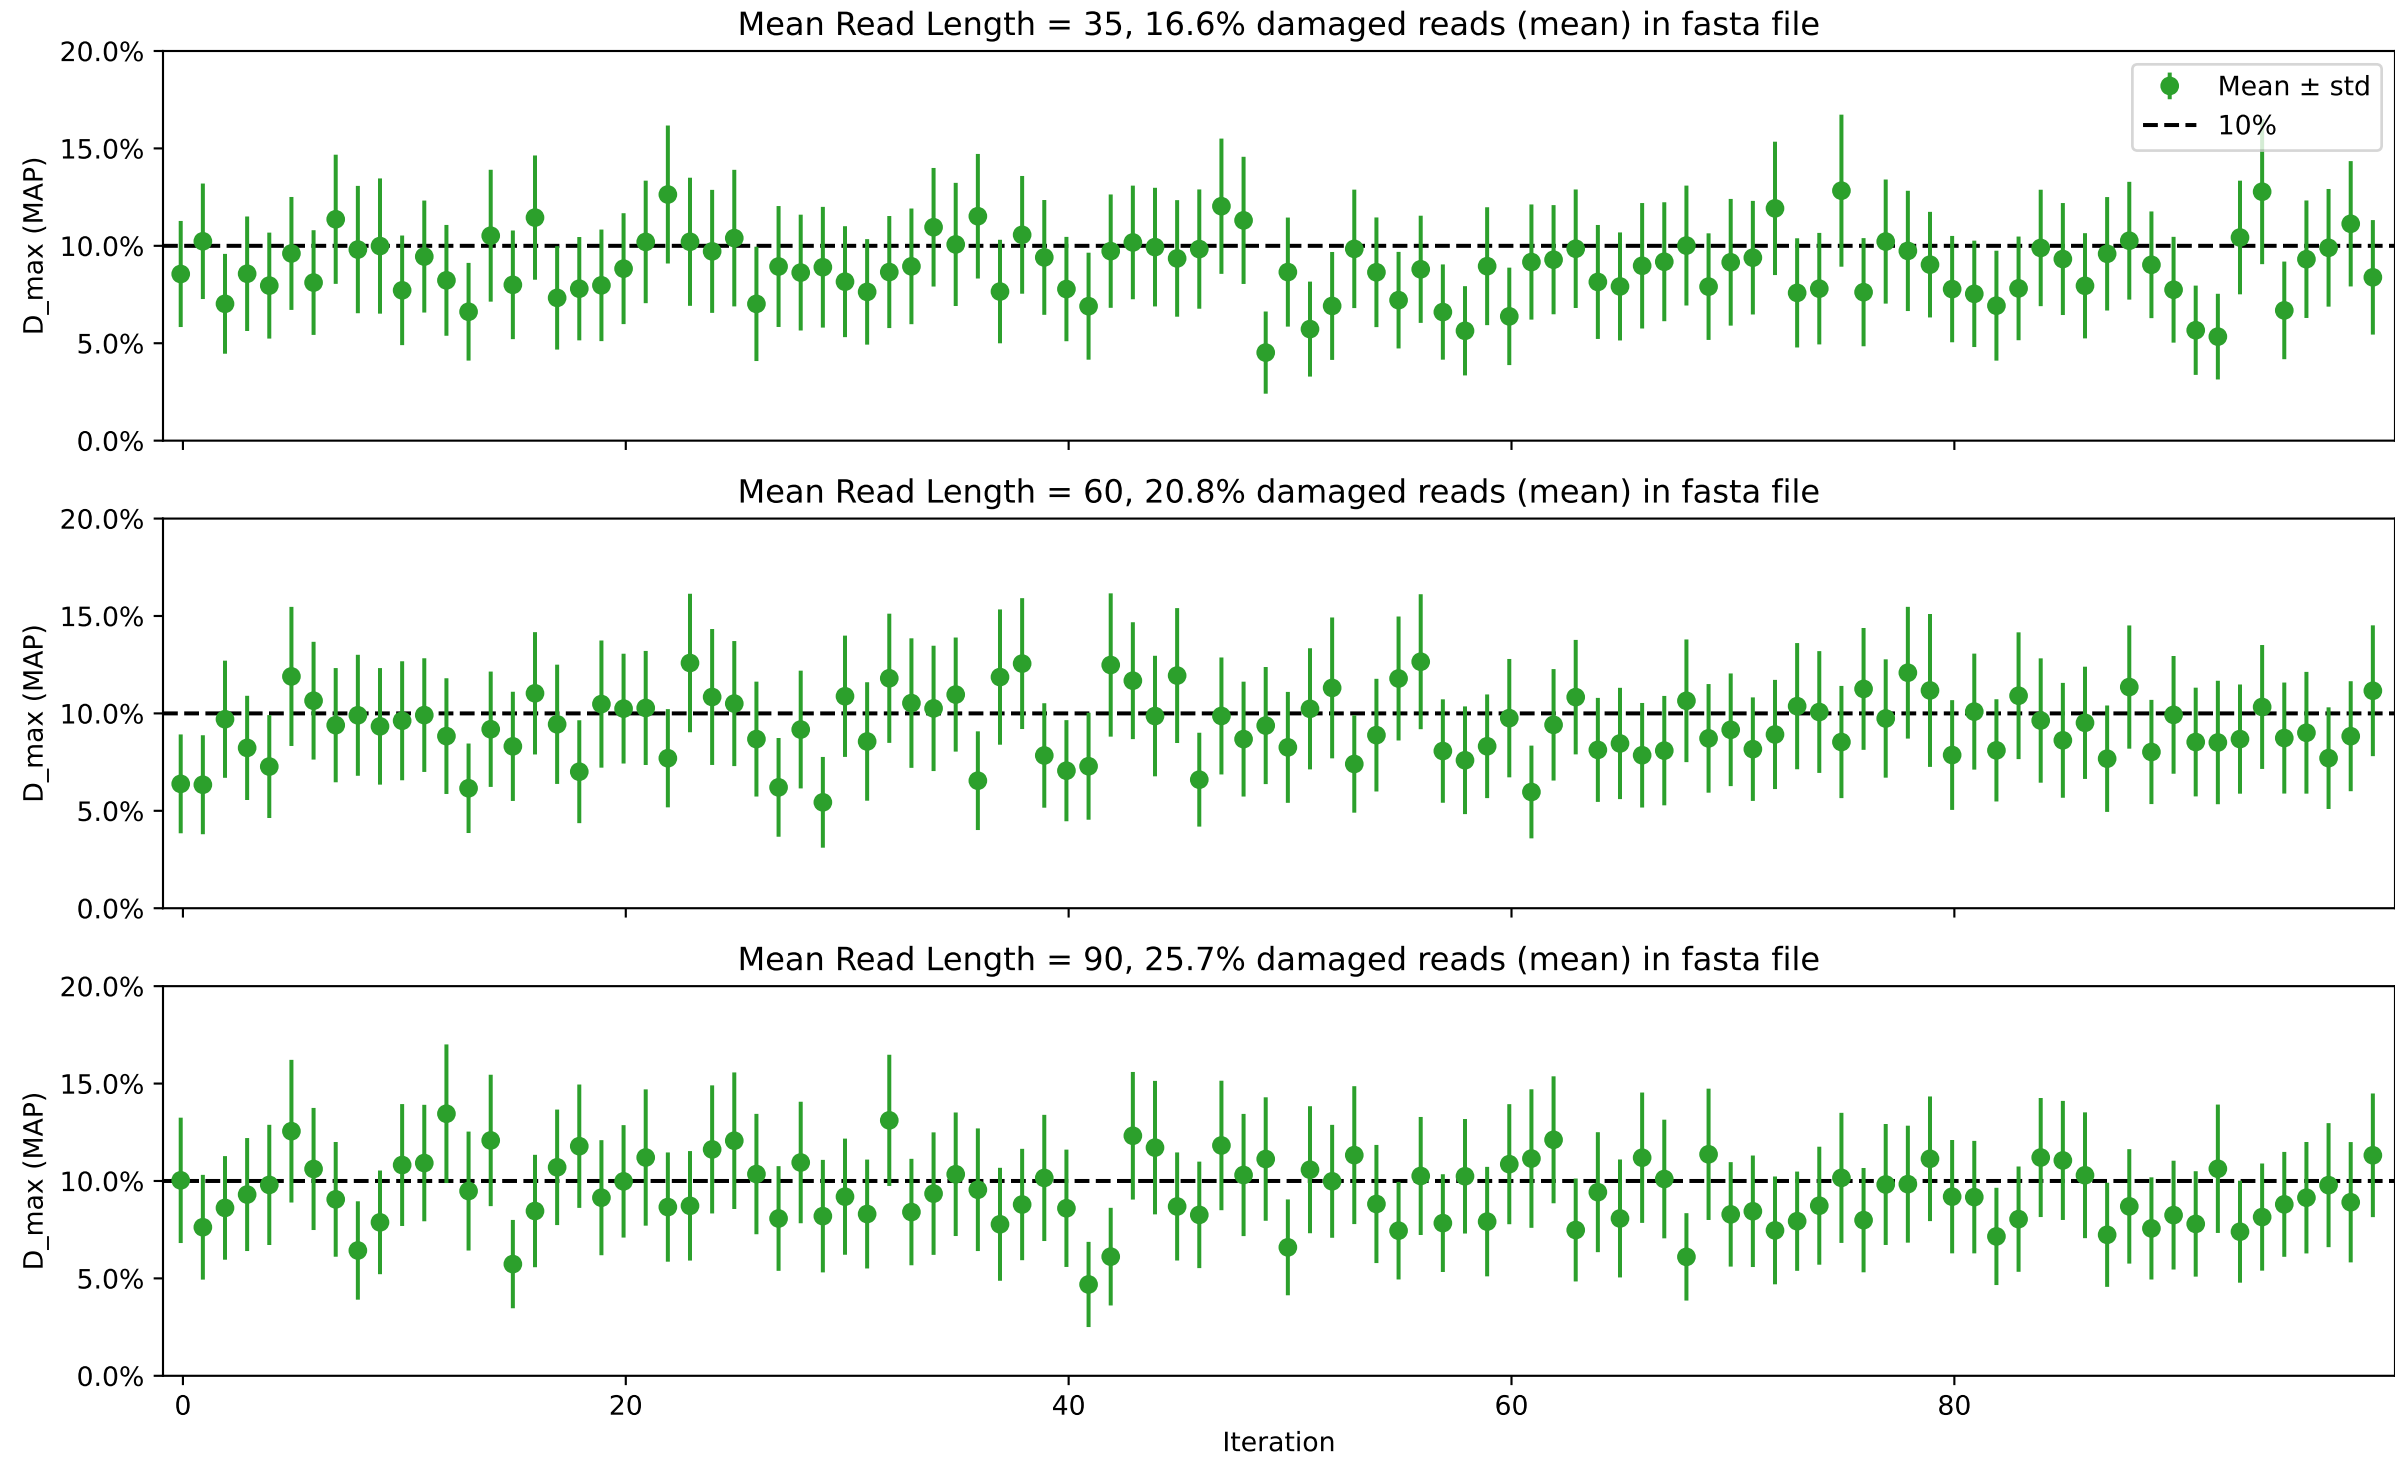 Mean Read Length = 35, 16.6% damaged reads (mean) in fasta file
20.0%
15.0%
10.0%
5.0%
0.0%
D_max (MAP)
Mean ± std
10%
Mean Read Length = 60, 20.8% damaged reads (mean) in fasta file
20.0%
15.0%
10.0%
5.0%
0.0%
D_max (MAP)
Mean Read Length = 90, 25.7% damaged reads (mean) in fasta file
20.0%
15.0%
10.0%
5.0%
0.0%
D_max (MAP)
0 20 40 60 80
Iteration